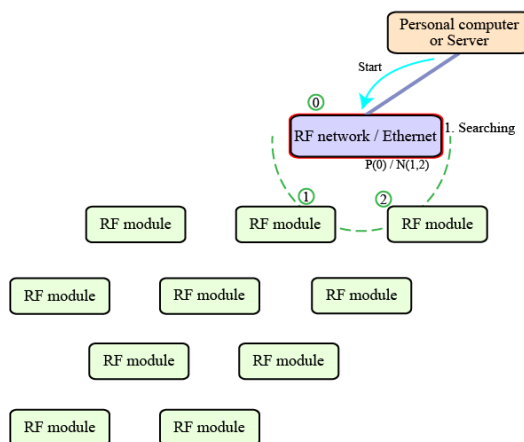 Personal computer
or Server
Start
0
RF network / Ethernet
1. Searching
P(0) / N(1,2)
1
2
RF module
RF module
RF module
RF module
RF module
RF module
RF module
RF module
RF module
RF module